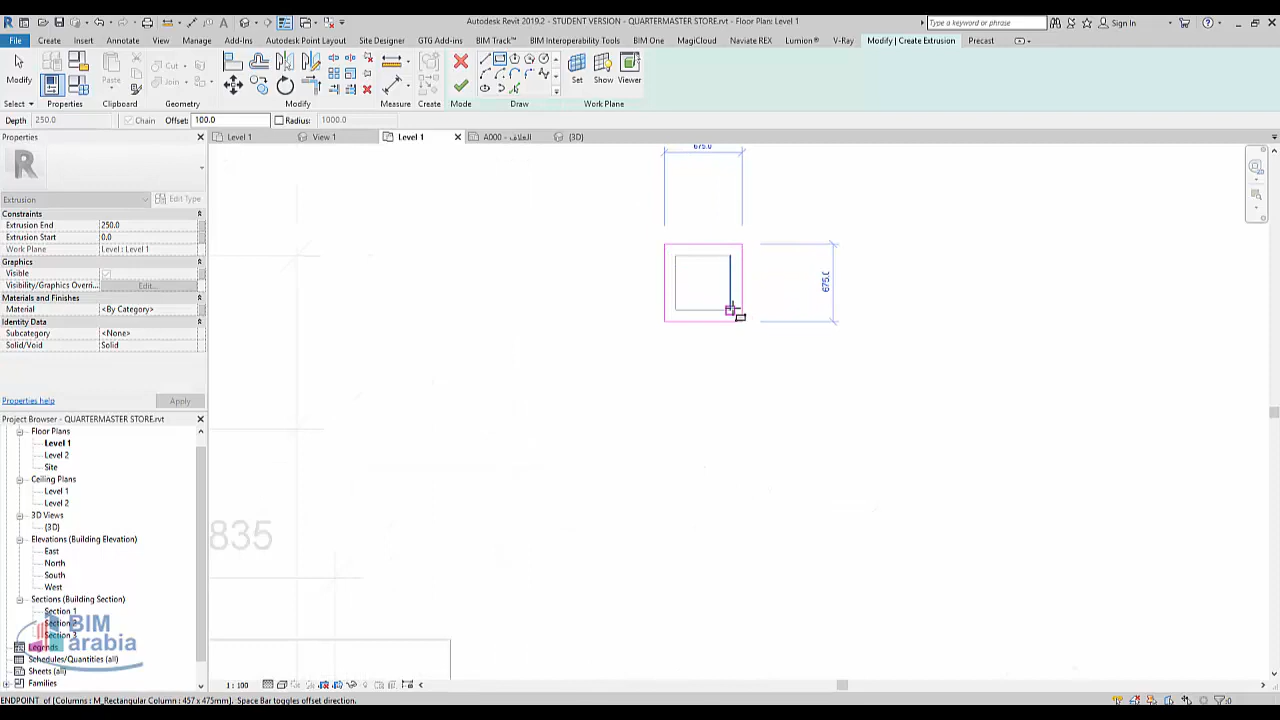 Autodesk Revit 2019.2 - STUDENT VERSION - QUARTERMASTER STORE.rvt - Floor Plan: Level 1
Type a keyword or phrase
Sign In
File Create Insert Annotate View Manage Add-Ins Autodesk Point Layout Site Designer GTG Add-ins BIM Track™ BIM Interoperability Tools BIM One MagiCloud Naviate REX Lumion® V-Ray Modify | Create Extrusion Precast
Modify Paste Cut Join Set Show Viewer
Select Properties Clipboard Geometry Modify Measure Create Mode Draw Work Plane
Depth 250.0 Chain Offset: 100.0 Radius: 1000.0
Properties
Level 1 View 1 Level 1 A000 - الغلاف {3D}
675.0
675.0
835
Extrusion Edit Type
Constraints
Extrusion End 250.0
Extrusion Start 0.0
Work Plane Level : Level 1
Graphics
Visible
Visibility/Graphics Overri... Edit...
Materials and Finishes
Material <By Category>
Identity Data
Subcategory <None>
Solid/Void Solid
Properties help Apply
Project Browser - QUARTERMASTER STORE.rvt
Floor Plans
Level 1
Level 2
Site
Ceiling Plans
Level 1
Level 2
3D Views
{3D}
Elevations (Building Elevation)
East
North
South
West
Sections (Building Section)
Section 1
Section 3
Legends
Schedules/Quantities (all)
Sheets (all)
Families
BIM
arabia
1 : 100
ENDPOINT of [Columns : M_Rectangular Column : 457 x 475mm], Space Bar toggles offset direction.
:0